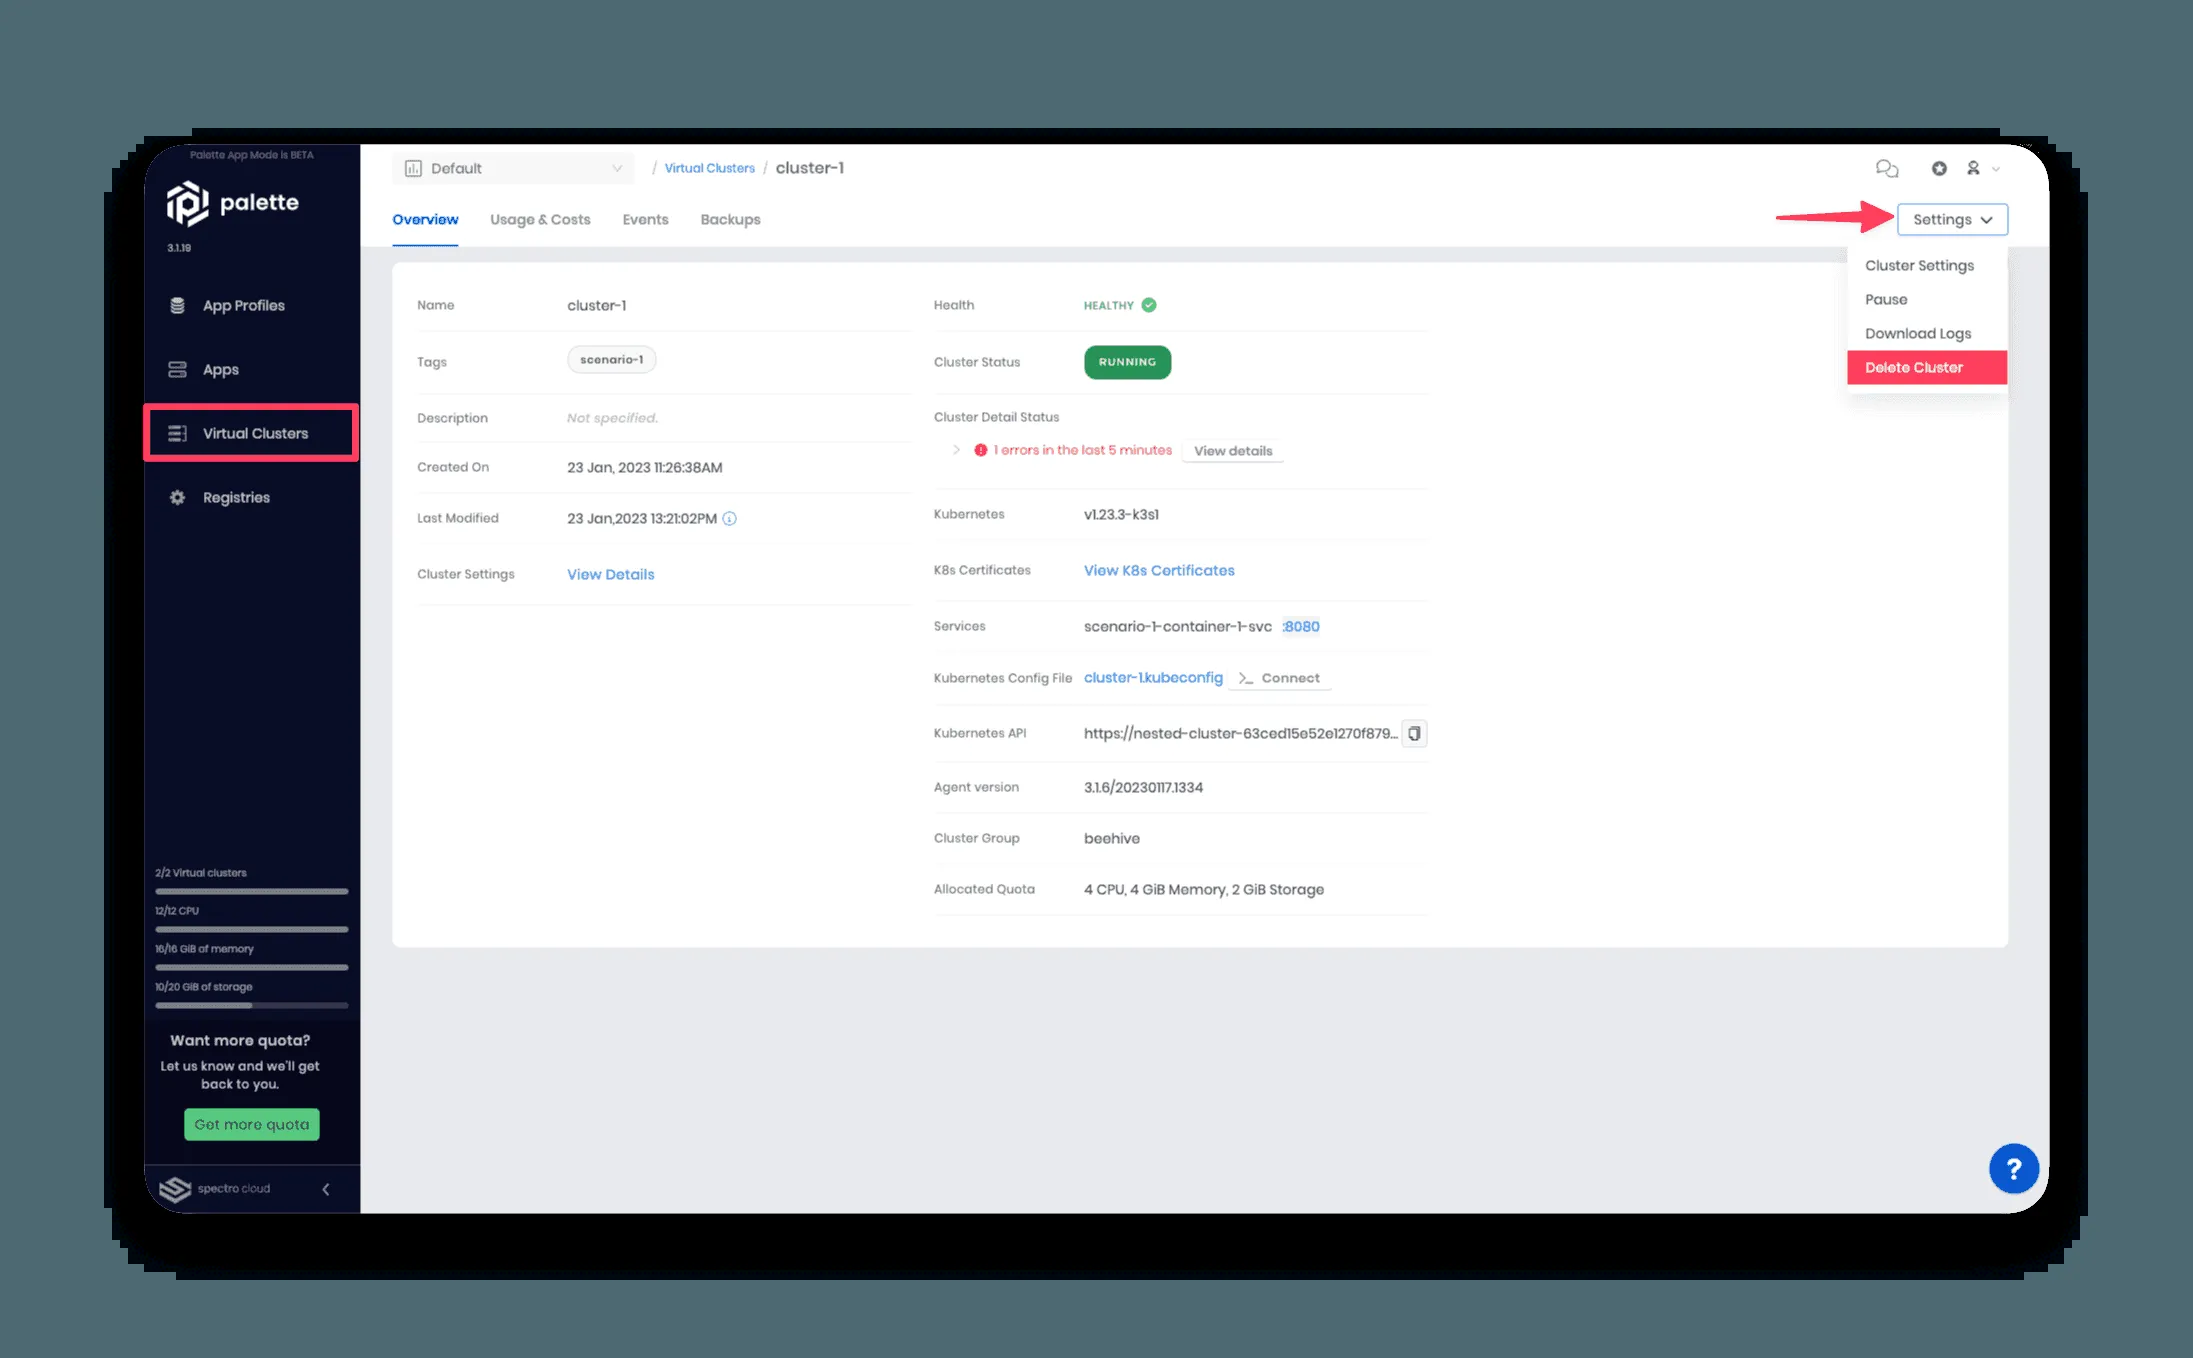 Palette App Mode is BETA
palette
3.1.19
App Profiles
Apps
Virtual Clusters
Registries
2/2 Virtual clusters
12/12 CPU
16/16 GiB of memory
10/20 GiB of storage
Want more quota?
Let us know and we'll get
back to you.
Get more quota
spectro cloud
Default
/ Virtual Clusters / cluster-1
Overview Usage & Costs Events Backups
Settings
Cluster Settings
Pause
Download Logs
Delete Cluster
Name cluster-1
Tags scenario-1
Description Not specified.
Created On 23 Jan, 2023 11:26:38AM
Last Modified 23 Jan,2023 13:21:02PM
Cluster Settings View Details
Health HEALTHY
Cluster Status RUNNING
Cluster Detail Status
1 errors in the last 5 minutes View details
Kubernetes v1.23.3-k3s1
K8s Certificates View K8s Certificates
Services scenario-1-container-1-svc :8080
Kubernetes Config File cluster-1.kubeconfig >_ Connect
Kubernetes API https://nested-cluster-63ced15e52e1270f879...
Agent version 3.1.6/20230117.1334
Cluster Group beehive
Allocated Quota 4 CPU, 4 GiB Memory, 2 GiB Storage
?